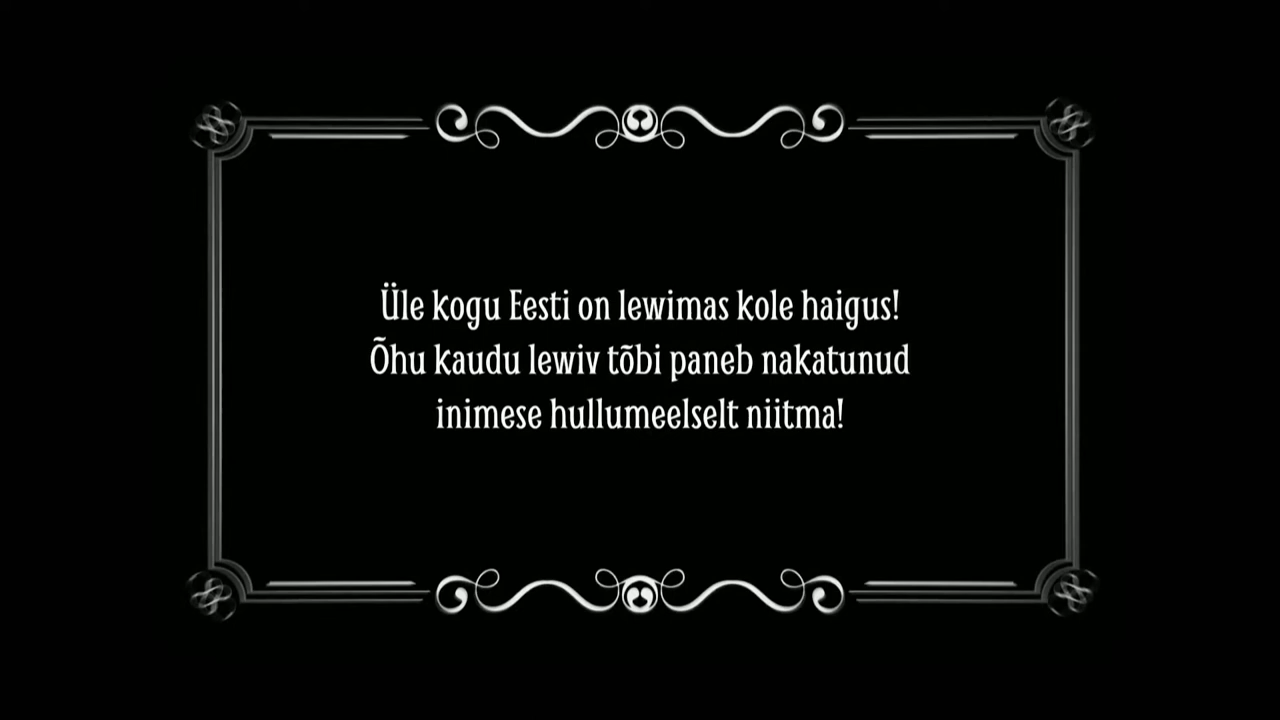 Üle kogu Eesti on lewimas kole haigus!
Õhu kaudu lewiv tõbi paneb nakatunud
inimese hullumeelselt niitma!